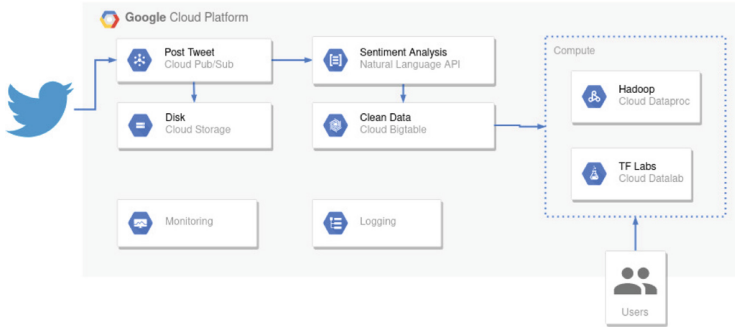 Google Cloud Platform
Post Tweet
Cloud Pub/Sub
Sentiment Analysis
Natural Language API
Compute
Hadoop
Cloud Dataproc
Disk
Cloud Storage
Clean Data
Cloud Bigtable
TF Labs
Cloud Datalab
Monitoring
Logging
Users